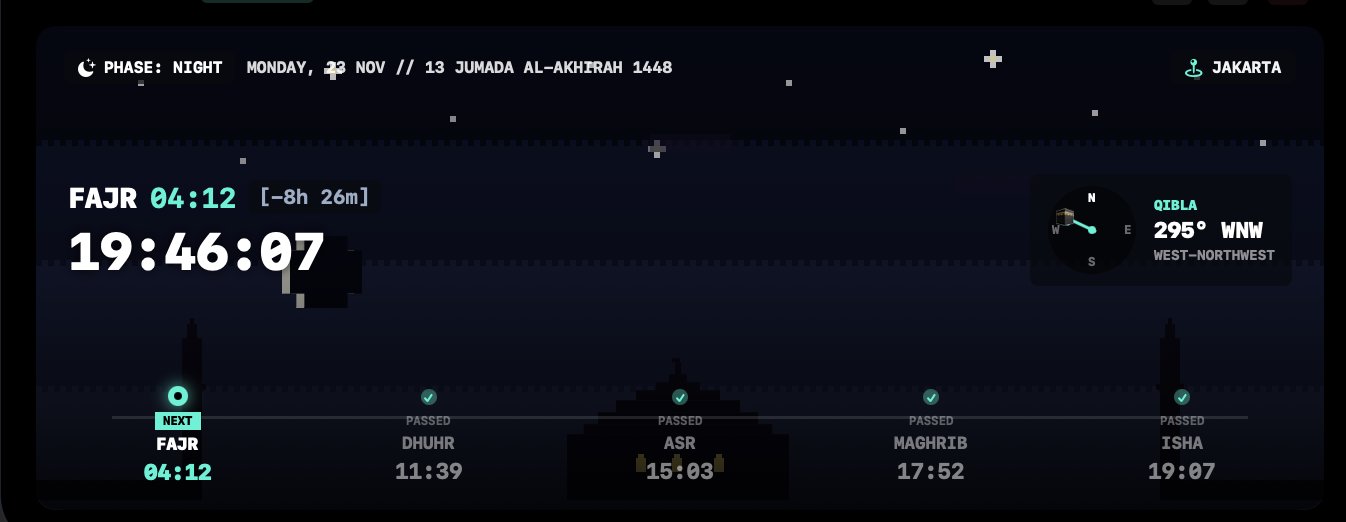 PHASE: NIGHT MONDAY, 23 NOV // 13 JUMADA AL-AKHIRAH 1448 JAKARTA
FAJR 04:12 [-8h 26m]
19:46:07
N
W E
S
QIBLA
295° WNW
WEST-NORTHWEST
NEXT PASSED PASSED PASSED PASSED
FAJR DHUHR ASR MAGHRIB ISHA
04:12 11:39 15:03 17:52 19:07